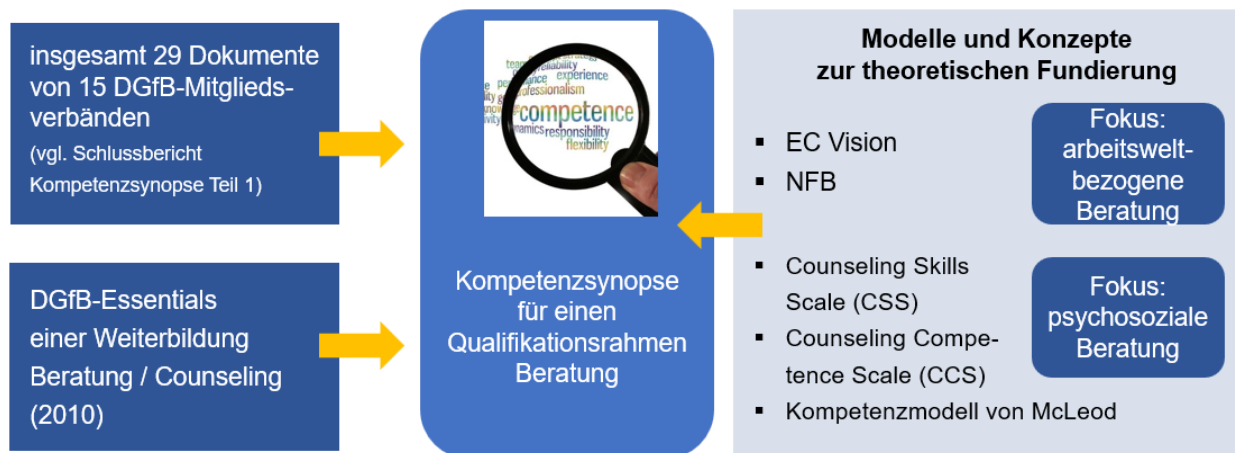 insgesamt 29 Dokumente
von 15 DGfB-Mitglieds-
verbänden
(vgl. Schlussbericht
Kompetenzsynopse Teil 1)
DGfB-Essentials
einer Weiterbildung
Beratung / Counseling
(2010)
experience
professionalism
competence
responsibility
flexibility
Kompetenzsynopse
für einen
Qualifikationsrahmen
Beratung
Modelle und Konzepte
zur theoretischen Fundierung
▪ EC Vision
▪ NFB
Fokus:
arbeitswelt-
bezogene
Beratung
▪ Counseling Skills
Scale (CSS)
▪ Counseling Compe-
tence Scale (CCS)
▪ Kompetenzmodell von McLeod
Fokus:
psychosoziale
Beratung